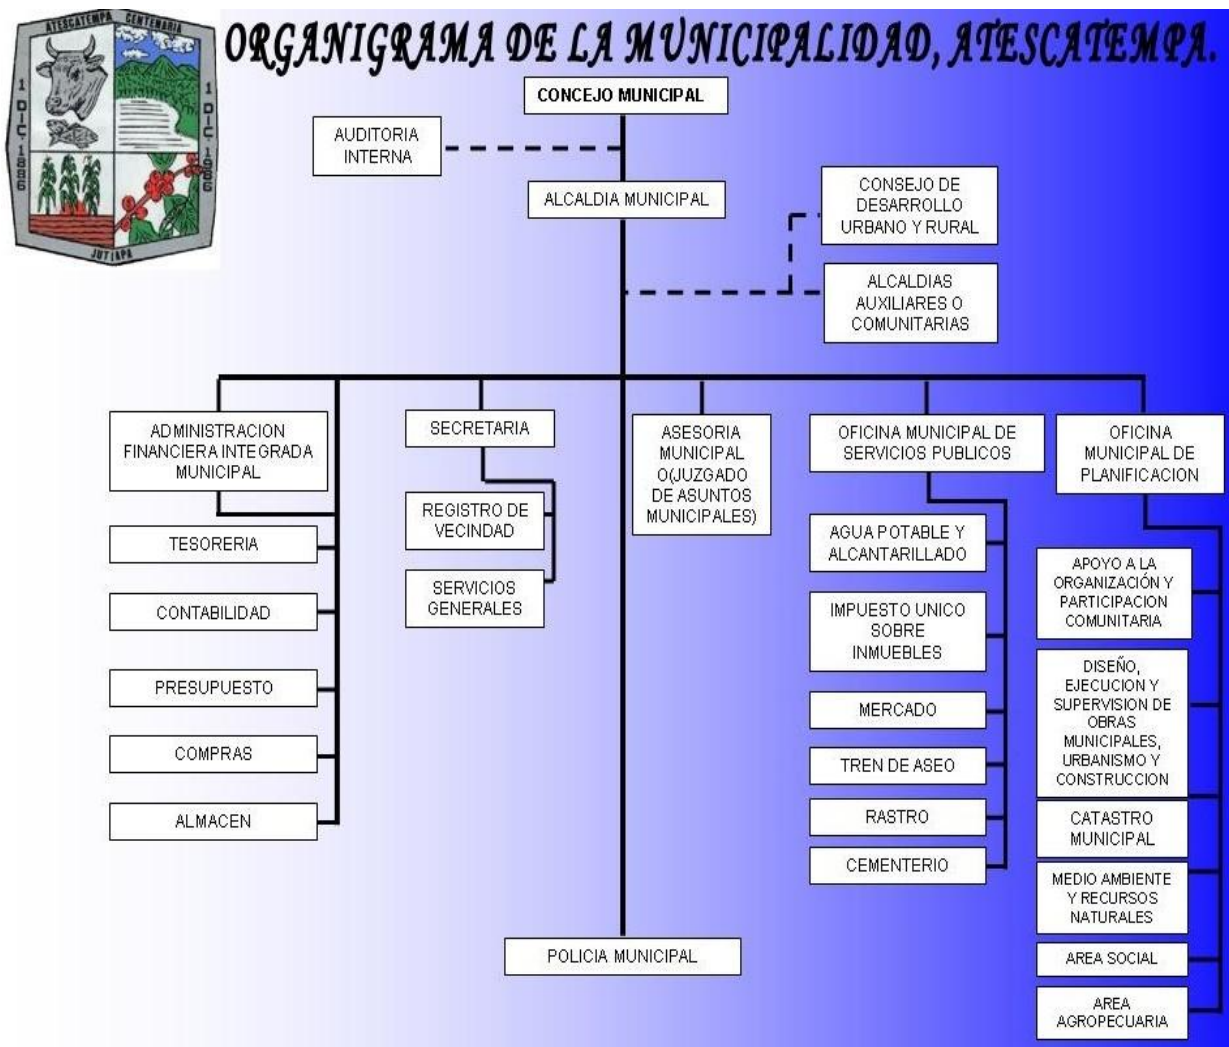 ORGANIGRAMA DE LA MUNICIPALIDAD, ATESCATEMPA.
ATESCATEMPA CENTENARIA
1 DIC. 1886
1 DIC. 1986
JUTIAPA
CONCEJO MUNICIPAL
AUDITORIA
INTERNA
ALCALDIA MUNICIPAL
CONSEJO DE
DESARROLLO
URBANO Y RURAL
ALCALDIAS
AUXILIARES O
COMUNITARIAS
ADMINISTRACION
FINANCIERA INTEGRADA
MUNICIPAL
TESORERIA
CONTABILIDAD
PRESUPUESTO
COMPRAS
ALMACEN
SECRETARIA
REGISTRO DE
VECINDAD
SERVICIOS
GENERALES
ASESORIA
MUNICIPAL
O(JUZGADO
DE ASUNTOS
MUNICIPALES)
OFICINA MUNICIPAL DE
SERVICIOS PUBLICOS
AGUA POTABLE Y
ALCANTARILLADO
IMPUESTO UNICO
SOBRE
INMUEBLES
MERCADO
TREN DE ASEO
RASTRO
CEMENTERIO
OFICINA
MUNICIPAL DE
PLANIFICACION
APOYO A LA
ORGANIZACIÓN Y
PARTICIPACION
COMUNITARIA
DISEÑO,
EJECUCION Y
SUPERVISION DE
OBRAS
MUNICIPALES,
URBANISMO Y
CONSTRUCCION
CATASTRO
MUNICIPAL
MEDIO AMBIENTE
Y RECURSOS
NATURALES
AREA SOCIAL
AREA
AGROPECUARIA
POLICIA MUNICIPAL